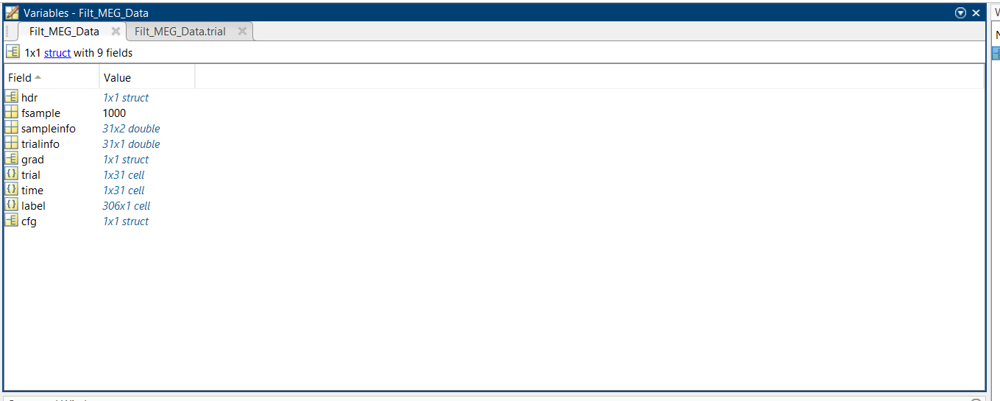 Variables - Filt_MEG_Data
Filt_MEG_Data Filt_MEG_Data.trial
1x1 struct with 9 fields
Field Value
hdr 1x1 struct
fsample 1000
sampleinfo 31x2 double
trialinfo 31x1 double
grad 1x1 struct
trial 1x31 cell
time 1x31 cell
label 306x1 cell
cfg 1x1 struct